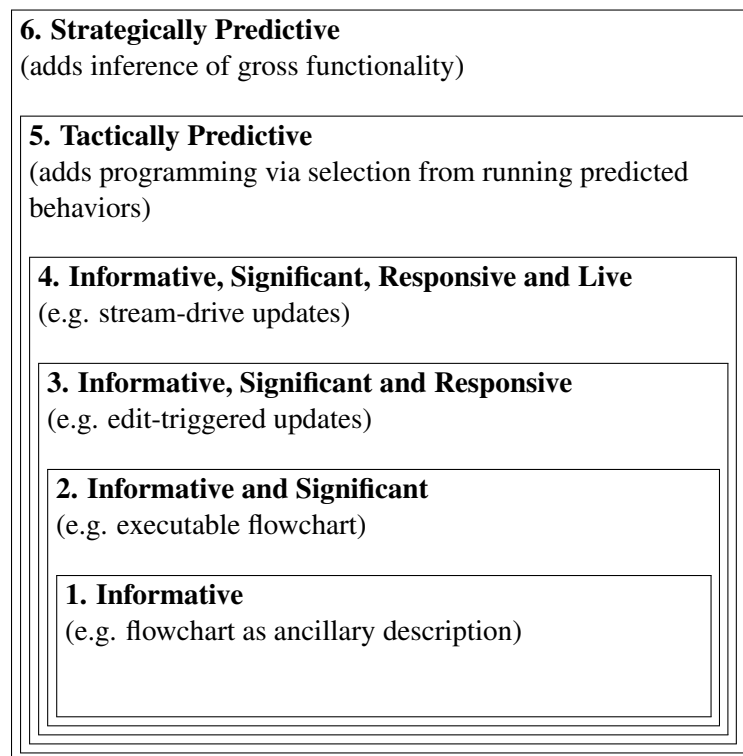 6. Strategically Predictive
(adds inference of gross functionality)
5. Tactically Predictive
(adds programming via selection from running predicted
behaviors)
4. Informative, Significant, Responsive and Live
(e.g. stream-drive updates)
3. Informative, Significant and Responsive
(e.g. edit-triggered updates)
2. Informative and Significant
(e.g. executable flowchart)
1. Informative
(e.g. flowchart as ancillary description)